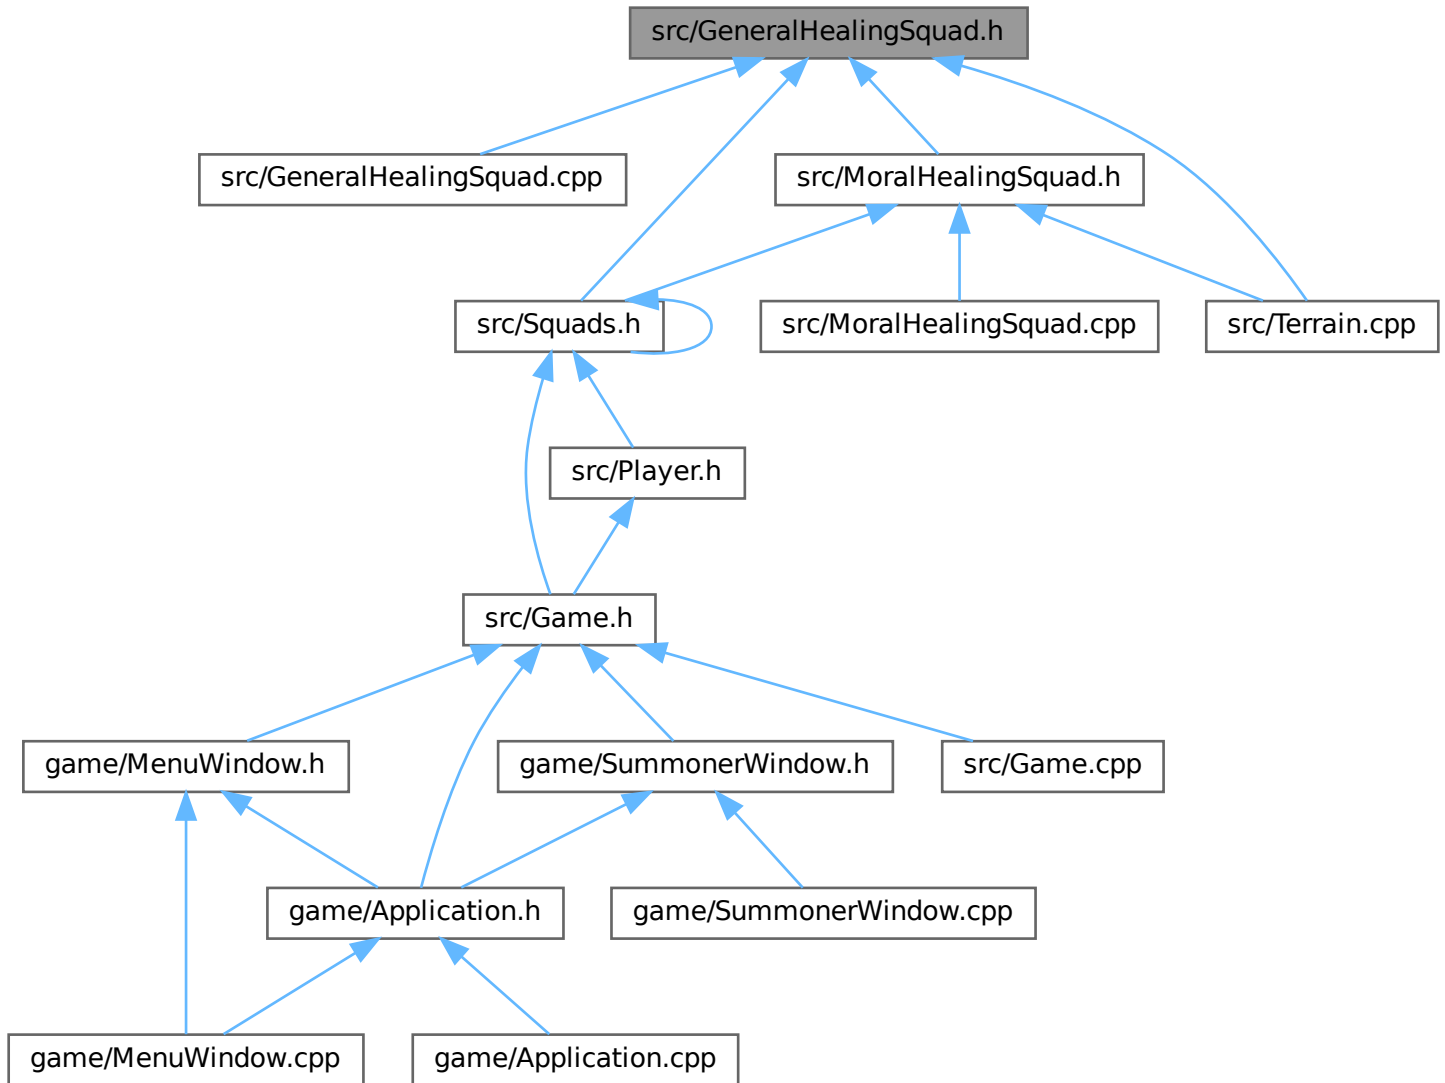 src/GeneralHealingSquad.h
src/GeneralHealingSquad.cpp
src/MoralHealingSquad.h
src/Squads.h
src/MoralHealingSquad.cpp
src/Terrain.cpp
src/Player.h
src/Game.h
game/MenuWindow.h
game/SummonerWindow.h
src/Game.cpp
game/Application.h
game/SummonerWindow.cpp
game/MenuWindow.cpp
game/Application.cpp